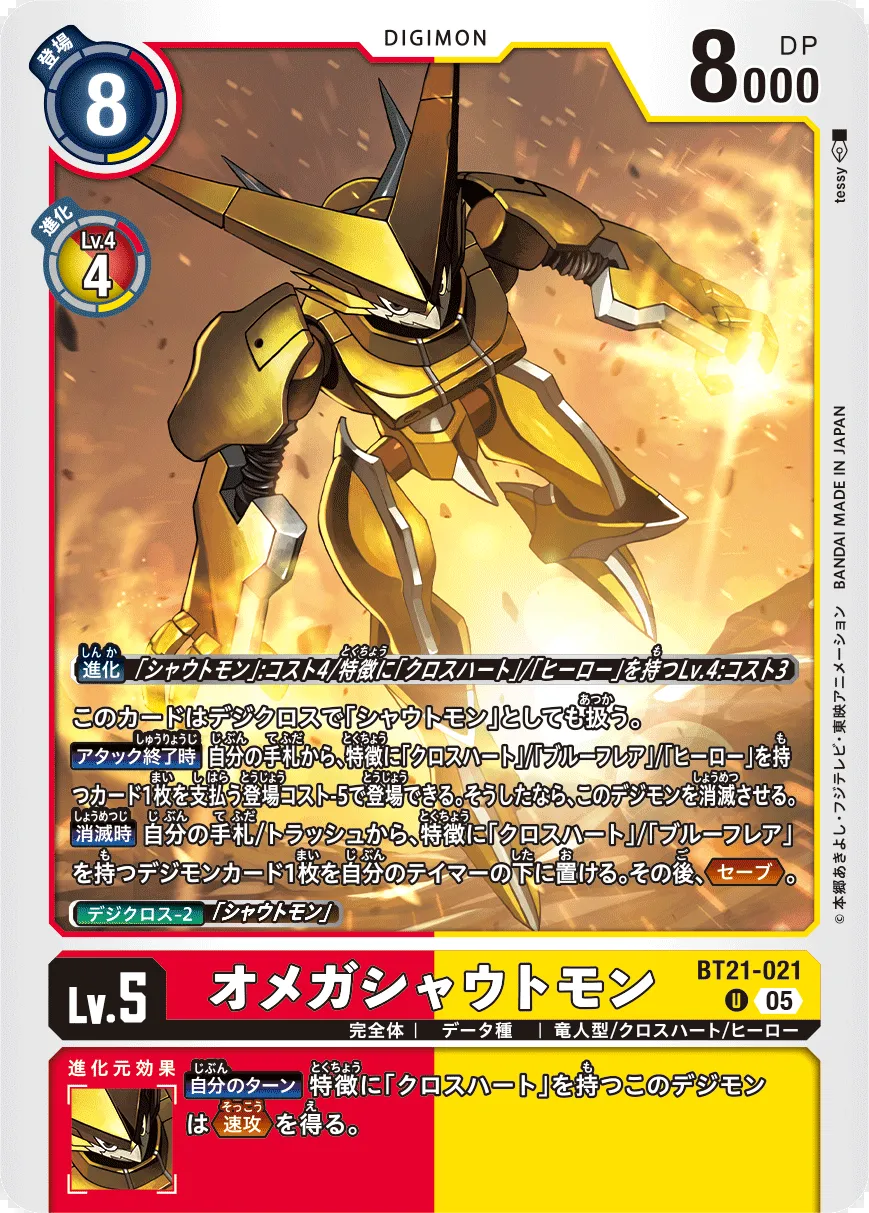 DIGIMON
登場
8
8000
DP
進化
Lv.4
4
tessy
BANDAI MADE IN JAPAN
©本郷あきよし・フジテレビ・東映アニメーション
進化 「シャウトモン」:コスト4/特徴に「クロスハート」/「ヒーロー」を持つLv.4:コスト3
このカードはデジクロスで「シャウトモン」としても扱う。
アタック終了時 自分の手札から、特徴に「クロスハート」/「ブルーフレア」/「ヒーロー」を持
つカード1枚を支払う登場コスト-5で登場できる。そうしたなら、このデジモンを消滅させる。
消滅時 自分の手札/トラッシュから、特徴に「クロスハート」/「ブルーフレア」
を持つデジモンカード1枚を自分のテイマーの下に置ける。その後、セーブ。
デジクロス-2 「シャウトモン」
Lv.5
オメガシャウトモン
BT21-021
U 05
完全体 | データ種 | 竜人型/クロスハート/ヒーロー
進化元効果
自分のターン 特徴に「クロスハート」を持つこのデジモン
は 速攻 を得る。